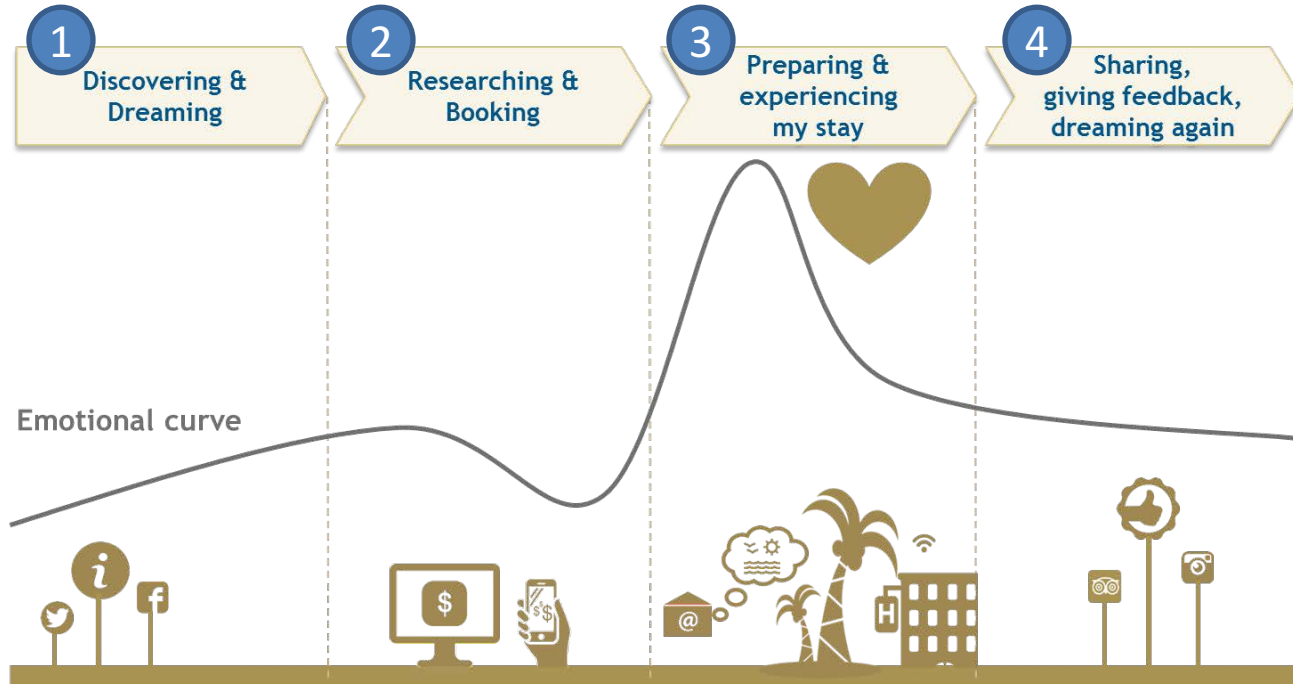 1
Discovering &
Dreaming
2
Researching &
Booking
3
Preparing &
experiencing
my stay
4
Sharing,
giving feedback,
dreaming again
Emotional curve
i
f
$
$$$
@
H